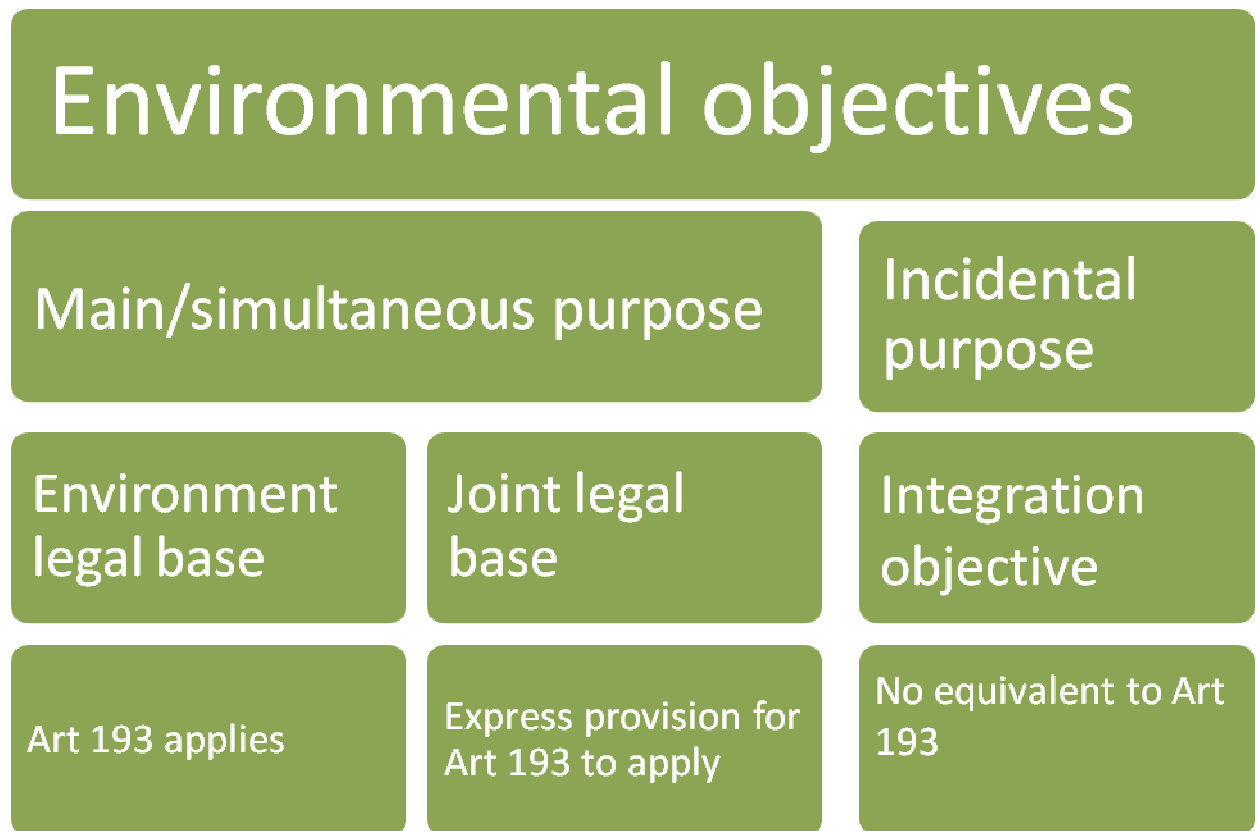 Environmental objectives
Main/simultaneous purpose
Incidental
purpose
Environment
legal base
Joint legal
base
Integration
objective
Art 193 applies
Express provision for
Art 193 to apply
No equivalent to Art
193